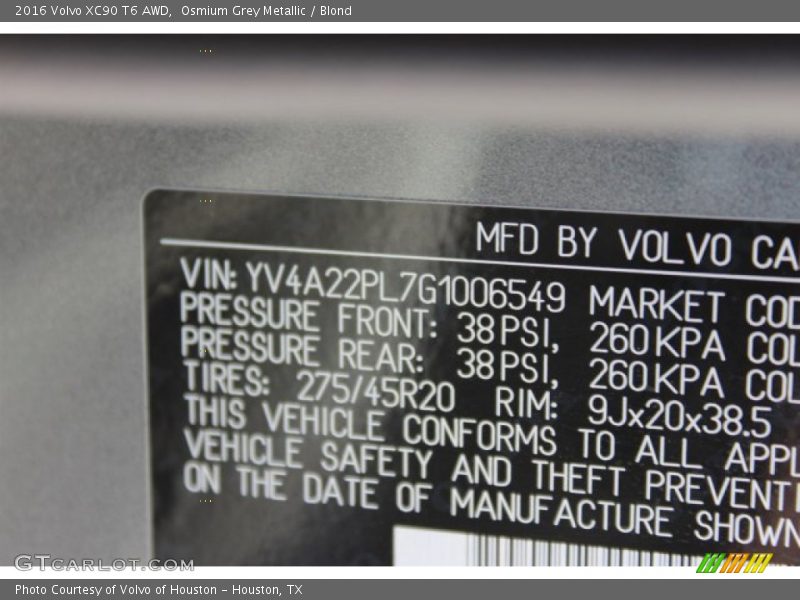 2016 Volvo XC90 T6 AWD,  Osmium Grey Metallic / Blond
MFD BY VOLVO CA
VIN: YV4A22PL7G1006549 MARKET COD
PRESSURE FRONT: 38 PSI, 260 KPA COL
PRESSURE REAR: 38 PSI, 260 KPA COL
TIRES: 275/45R20 RIM: 9Jx20x38.5
THIS VEHICLE CONFORMS TO ALL APPL
VEHICLE SAFETY AND THEFT PREVENTI
ON THE DATE OF MANUFACTURE SHOWN
GTCARLOT.COM
Photo Courtesy of Volvo of Houston - Houston, TX